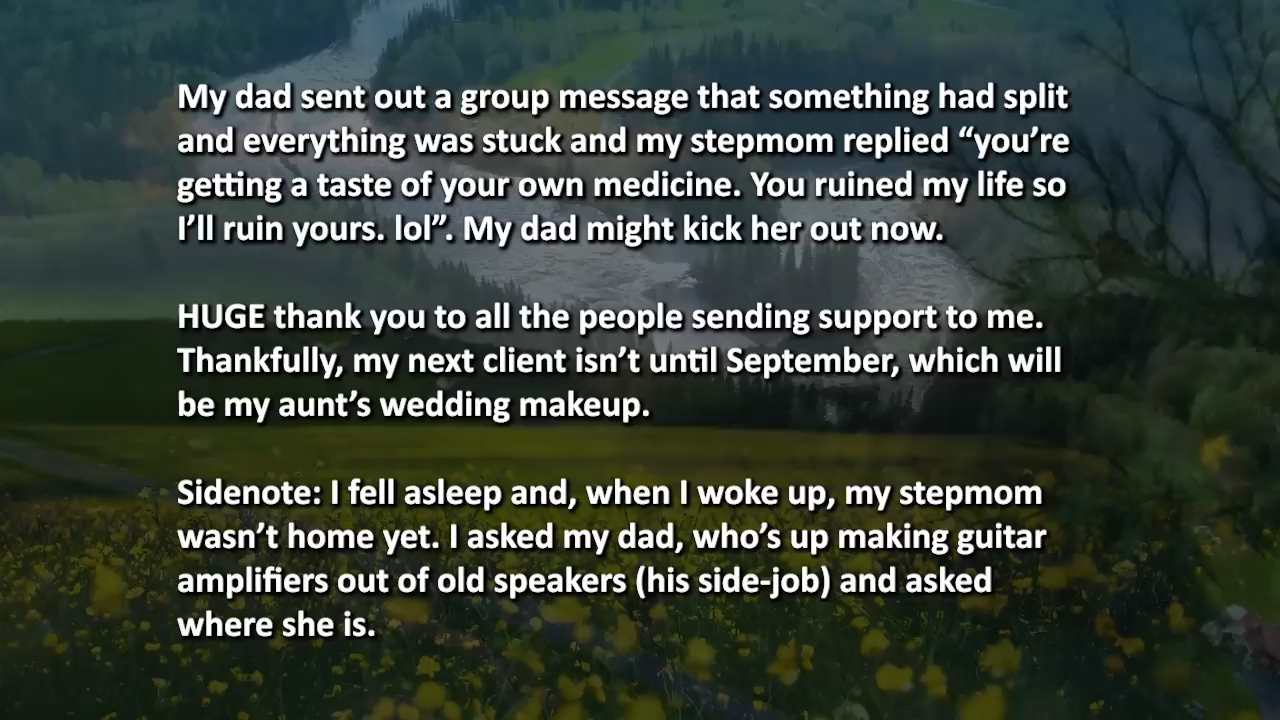 My dad sent out a group message that something had split
and everything was stuck and my stepmom replied “you’re
getting a taste of your own medicine. You ruined my life so
I’ll ruin yours. lol”. My dad might kick her out now.
HUGE thank you to all the people sending support to me.
Thankfully, my next client isn’t until September, which will
be my aunt’s wedding makeup.
Sidenote: I fell asleep and, when I woke up, my stepmom
wasn’t home yet. I asked my dad, who’s up making guitar
amplifiers out of old speakers (his side-job) and asked
where she is.